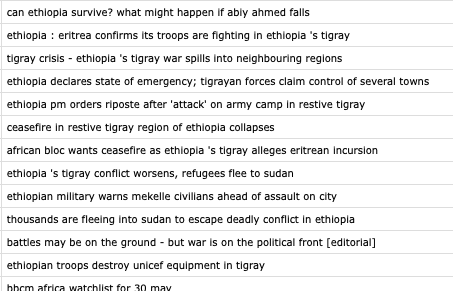 can ethiopia survive? what might happen if abiy ahmed falls
ethiopia : eritrea confirms its troops are fighting in ethiopia 's tigray
tigray crisis - ethiopia 's tigray war spills into neighbouring regions
ethiopia declares state of emergency; tigrayan forces claim control of several towns
ethiopia pm orders riposte after 'attack' on army camp in restive tigray
ceasefire in restive tigray region of ethiopia collapses
african bloc wants ceasefire as ethiopia 's tigray alleges eritrean incursion
ethiopia 's tigray conflict worsens, refugees flee to sudan
ethiopian military warns mekelle civilians ahead of assault on city
thousands are fleeing into sudan to escape deadly conflict in ethiopia
battles may be on the ground - but war is on the political front [editorial]
ethiopian troops destroy unicef equipment in tigray
bbcm africa watchlist for 30 may